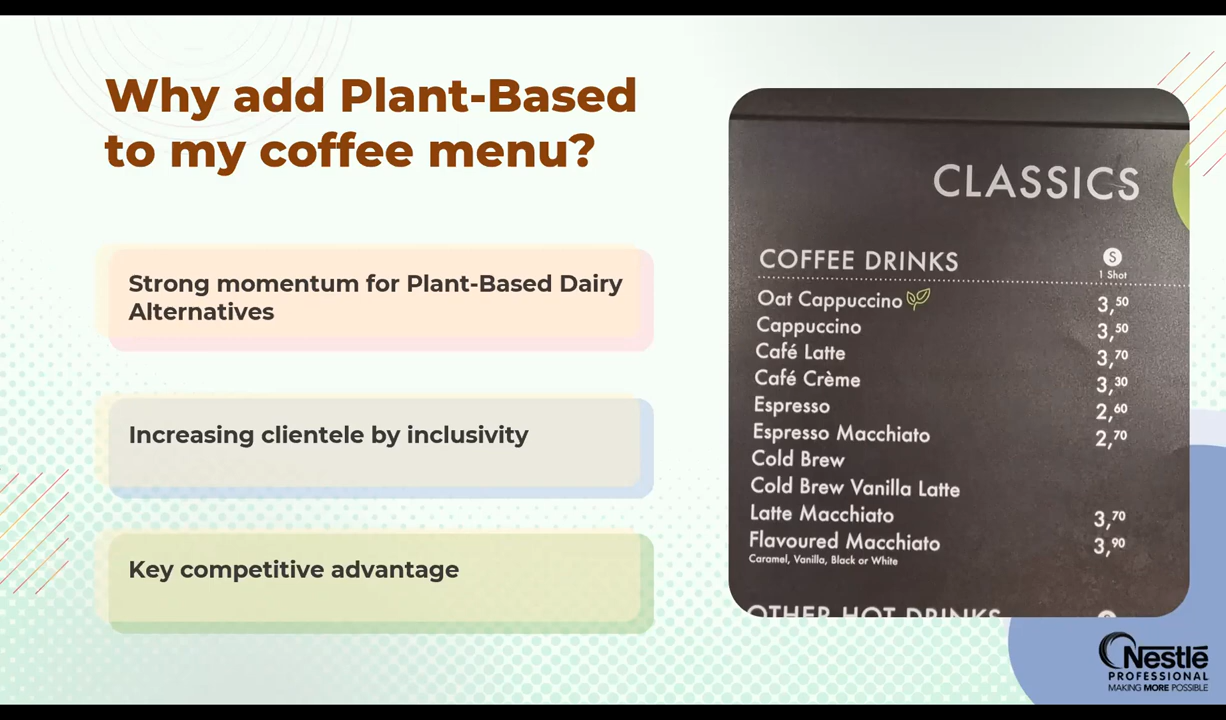 Why add Plant-Based
to my coffee menu?
Strong momentum for Plant-Based Dairy
Alternatives
Increasing clientele by inclusivity
Key competitive advantage
CLASSICS
COFFEE DRINKS S
1 Shot
Oat Cappuccino 3,50
Cappuccino 3,50
Café Latte 3,70
Café Crème 3,30
Espresso 2,60
Espresso Macchiato 2,70
Cold Brew
Cold Brew Vanilla Latte
Latte Macchiato 3,70
Flavoured Macchiato 3,90
Caramel, Vanilla, Black or White
OTHER HOT DRINKS
Nestlé
PROFESSIONAL
MAKING MORE POSSIBLE